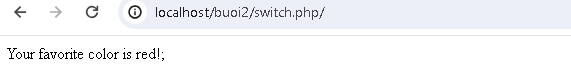 localhost/buoi2/switch.php/
Your favorite color is red!;